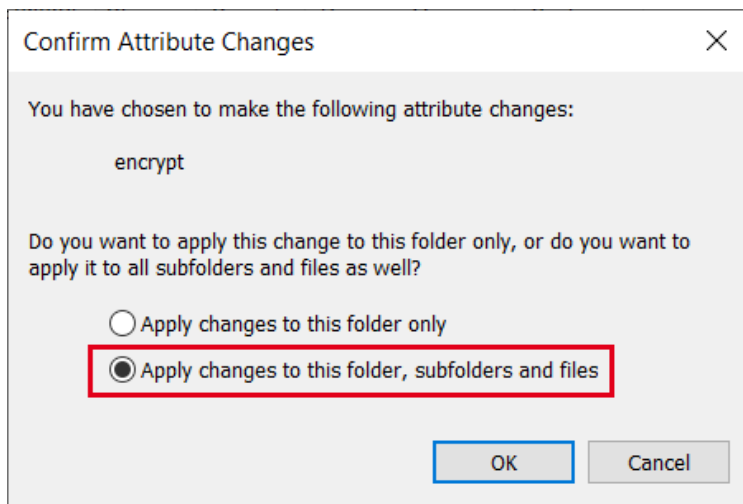 Confirm Attribute Changes
You have chosen to make the following attribute changes:
encrypt
Do you want to apply this change to this folder only, or do you want to
apply it to all subfolders and files as well?
Apply changes to this folder only
Apply changes to this folder, subfolders and files
OK
Cancel